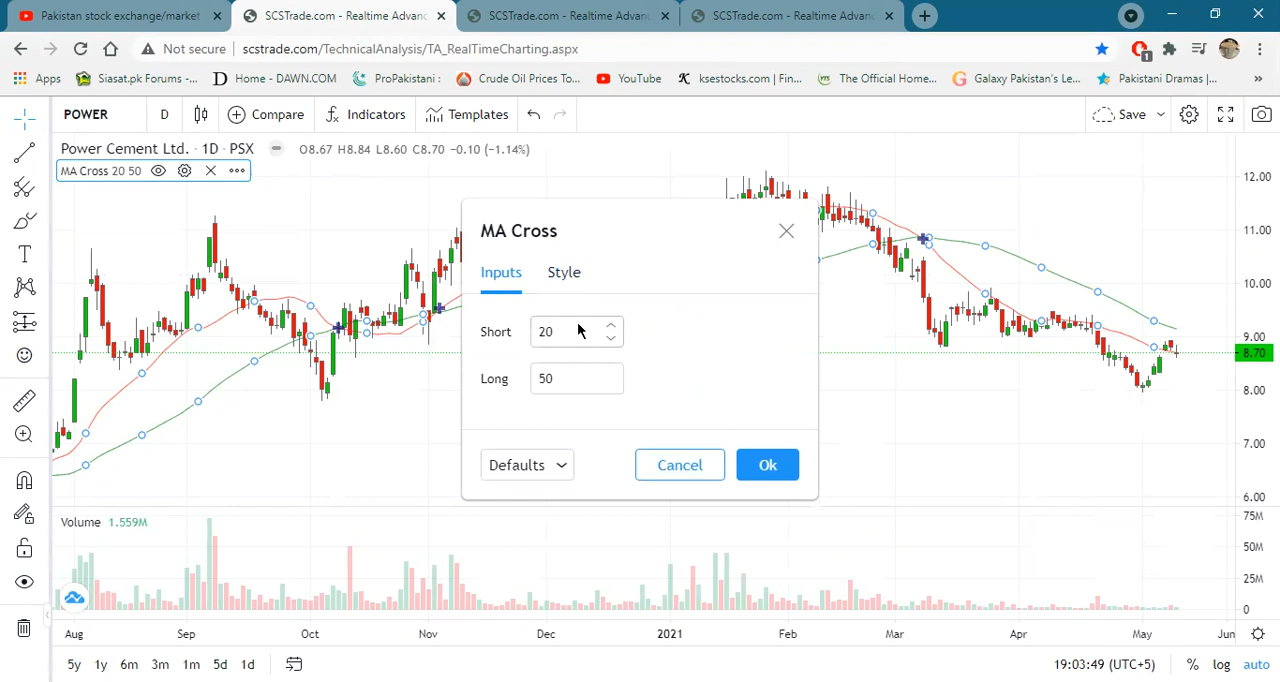 Pakistan stock exchange/market
SCSTrade.com - Realtime Advanc
SCSTrade.com - Realtime Advanc
SCSTrade.com - Realtime Advanc
Not secure
scstrade.com/TechnicalAnalysis/TA_RealTimeCharting.aspx
1
Apps
Siasat.pk Forums -...
Home - DAWN.COM
ProPakistani :
Crude Oil Prices To...
YouTube
ksestocks.com | Fin...
The Official Home...
Galaxy Pakistan's Le...
Pakistani Dramas |...
»
POWER
D
Compare
Indicators
Templates
Save
Power Cement Ltd. · 1D · PSX
O8.67 H8.84 L8.60 C8.70 −0.10 (−1.14%)
MA Cross 20 50
MA Cross
Inputs
Style
Short
20
Long
50
Defaults
Cancel
Ok
12.00
11.00
10.00
9.00
8.70
8.00
7.00
6.00
Volume 1.559M
75M
50M
25M
0
Aug
Sep
Oct
Nov
Dec
2021
Feb
Mar
Apr
May
Jun
5y
1y
6m
3m
1m
5d
1d
19:03:49 (UTC+5)
%
log
auto